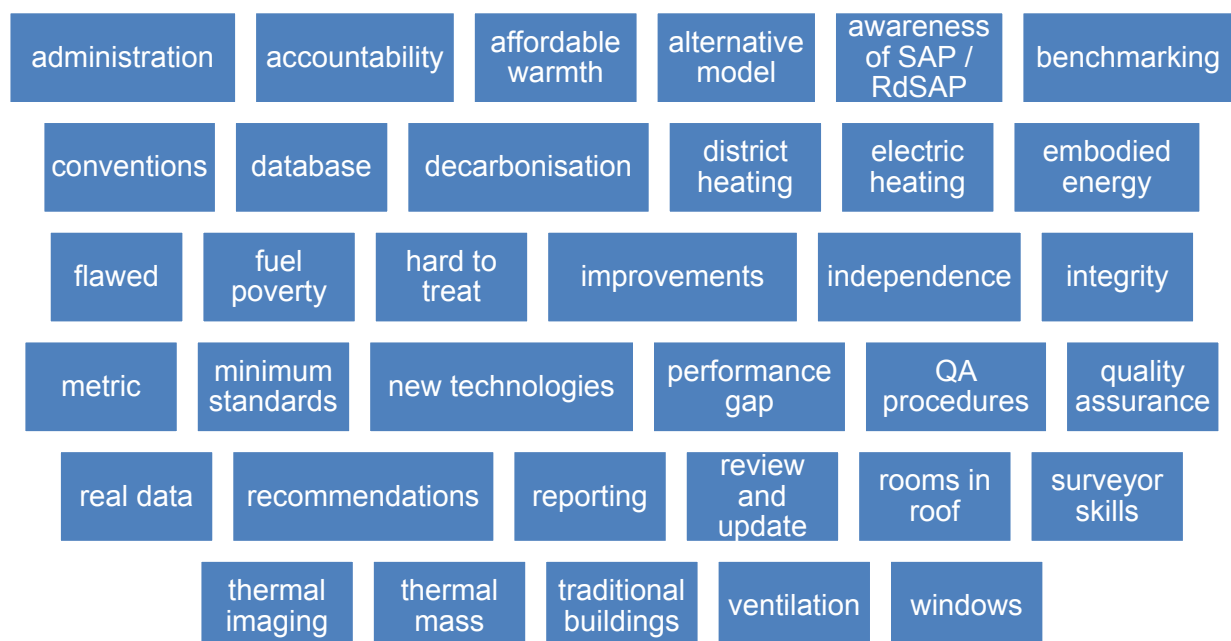 administration
accountability
affordable
warmth
alternative
model
awareness
of SAP /
RdSAP
benchmarking
conventions
database
decarbonisation
district
heating
electric
heating
embodied
energy
flawed
fuel
poverty
hard to
treat
improvements
independence
integrity
metric
minimum
standards
new technologies
performance
gap
QA
procedures
quality
assurance
real data
recommendations
reporting
review
and
update
rooms in
roof
surveyor
skills
thermal
imaging
thermal
mass
traditional
buildings
ventilation
windows